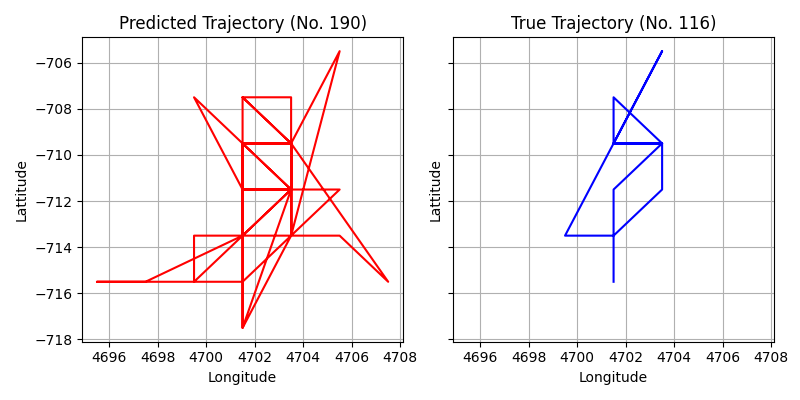 Predicted Trajectory (No. 190)
True Trajectory (No. 116)
−706
−708
−710
−712
−714
−716
−718
Lattitude
Lattitude
4696 4698 4700 4702 4704 4706 4708
4696 4698 4700 4702 4704 4706 4708
Longitude
Longitude